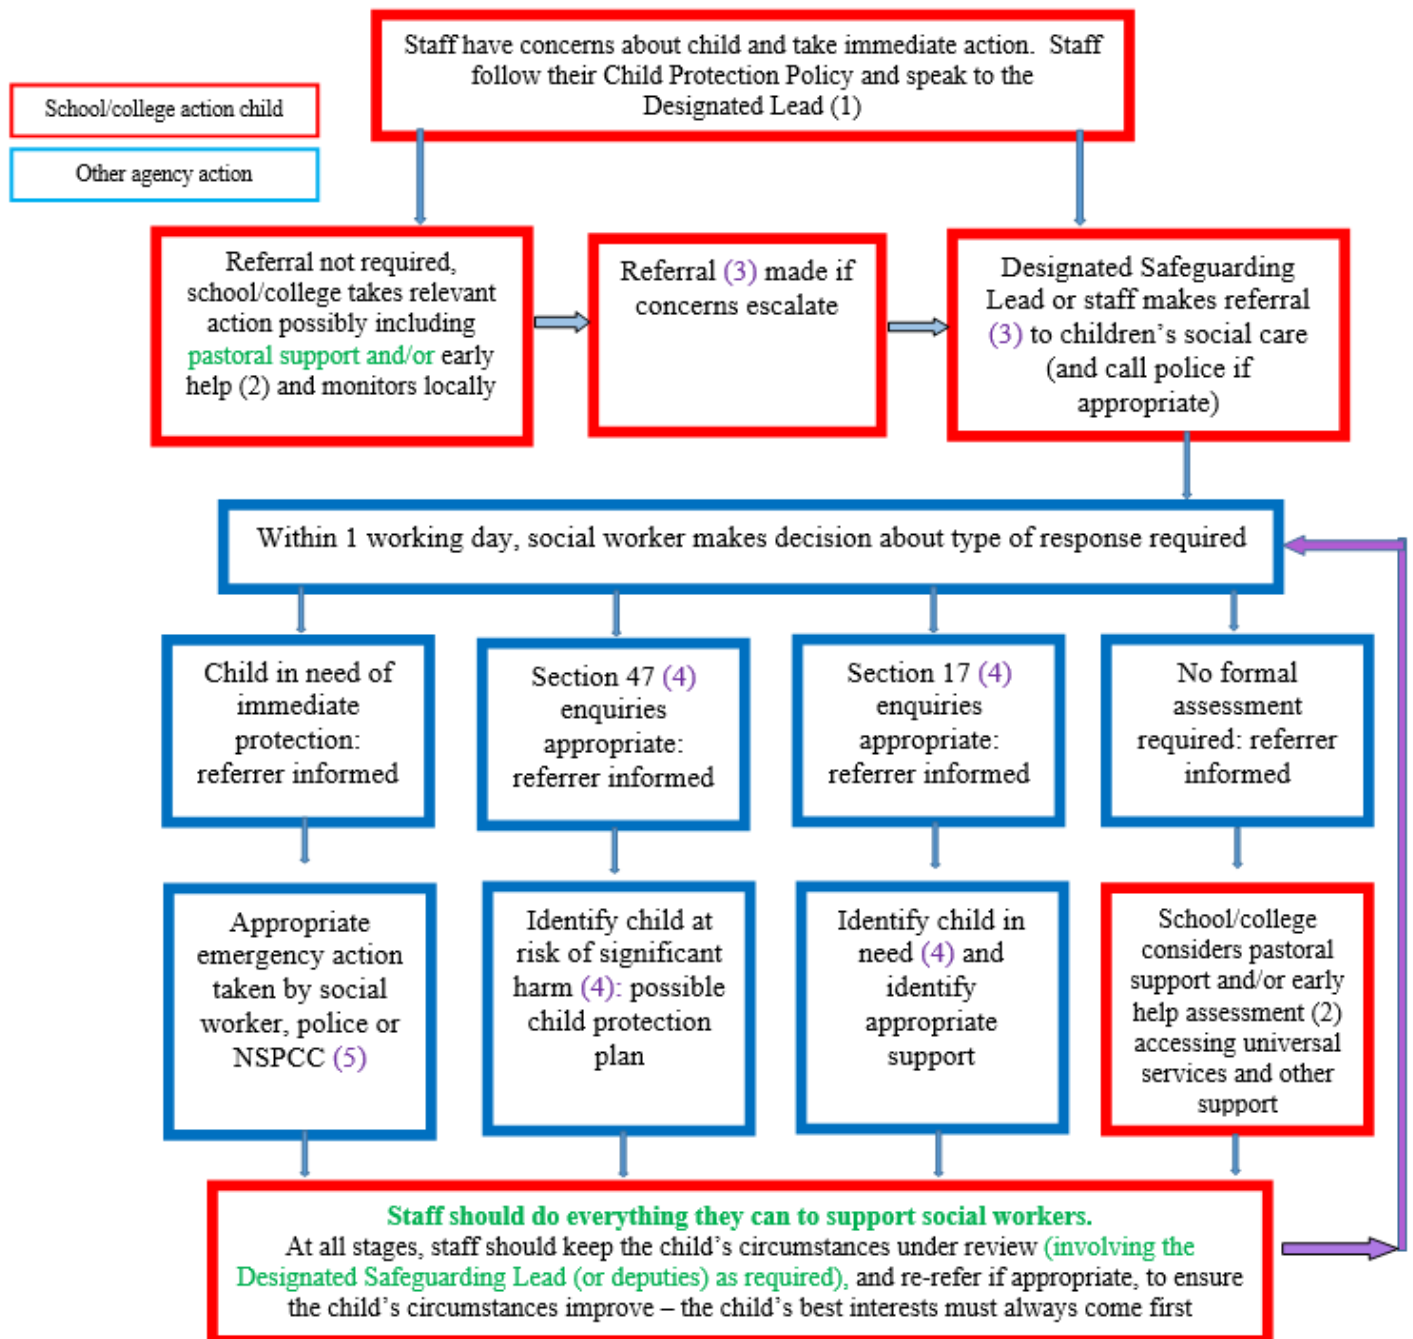 Staff have concerns about child and take immediate action.  Staff
follow their Child Protection Policy and speak to the
Designated Lead (1)
School/college action child
Other agency action
Referral not required,
school/college takes relevant
action possibly including
pastoral support and/or early
help (2) and monitors locally
Referral (3) made if
concerns escalate
Designated Safeguarding
Lead or staff makes referral
(3) to children’s social care
(and call police if
appropriate)
Within 1 working day, social worker makes decision about type of response required
Child in need of
immediate
protection:
referrer informed
Section 47 (4)
enquiries
appropriate:
referrer informed
Section 17 (4)
enquiries
appropriate:
referrer informed
No formal
assessment
required: referrer
informed
Appropriate
emergency action
taken by social
worker, police or
NSPCC (5)
Identify child at
risk of significant
harm (4): possible
child protection
plan
Identify child in
need (4) and
identify
appropriate
support
School/college
considers pastoral
support and/or early
help assessment (2)
accessing universal
services and other
support
Staff should do everything they can to support social workers.
At all stages, staff should keep the child’s circumstances under review (involving the
Designated Safeguarding Lead (or deputies) as required), and re-refer if appropriate, to ensure
the child’s circumstances improve – the child’s best interests must always come first